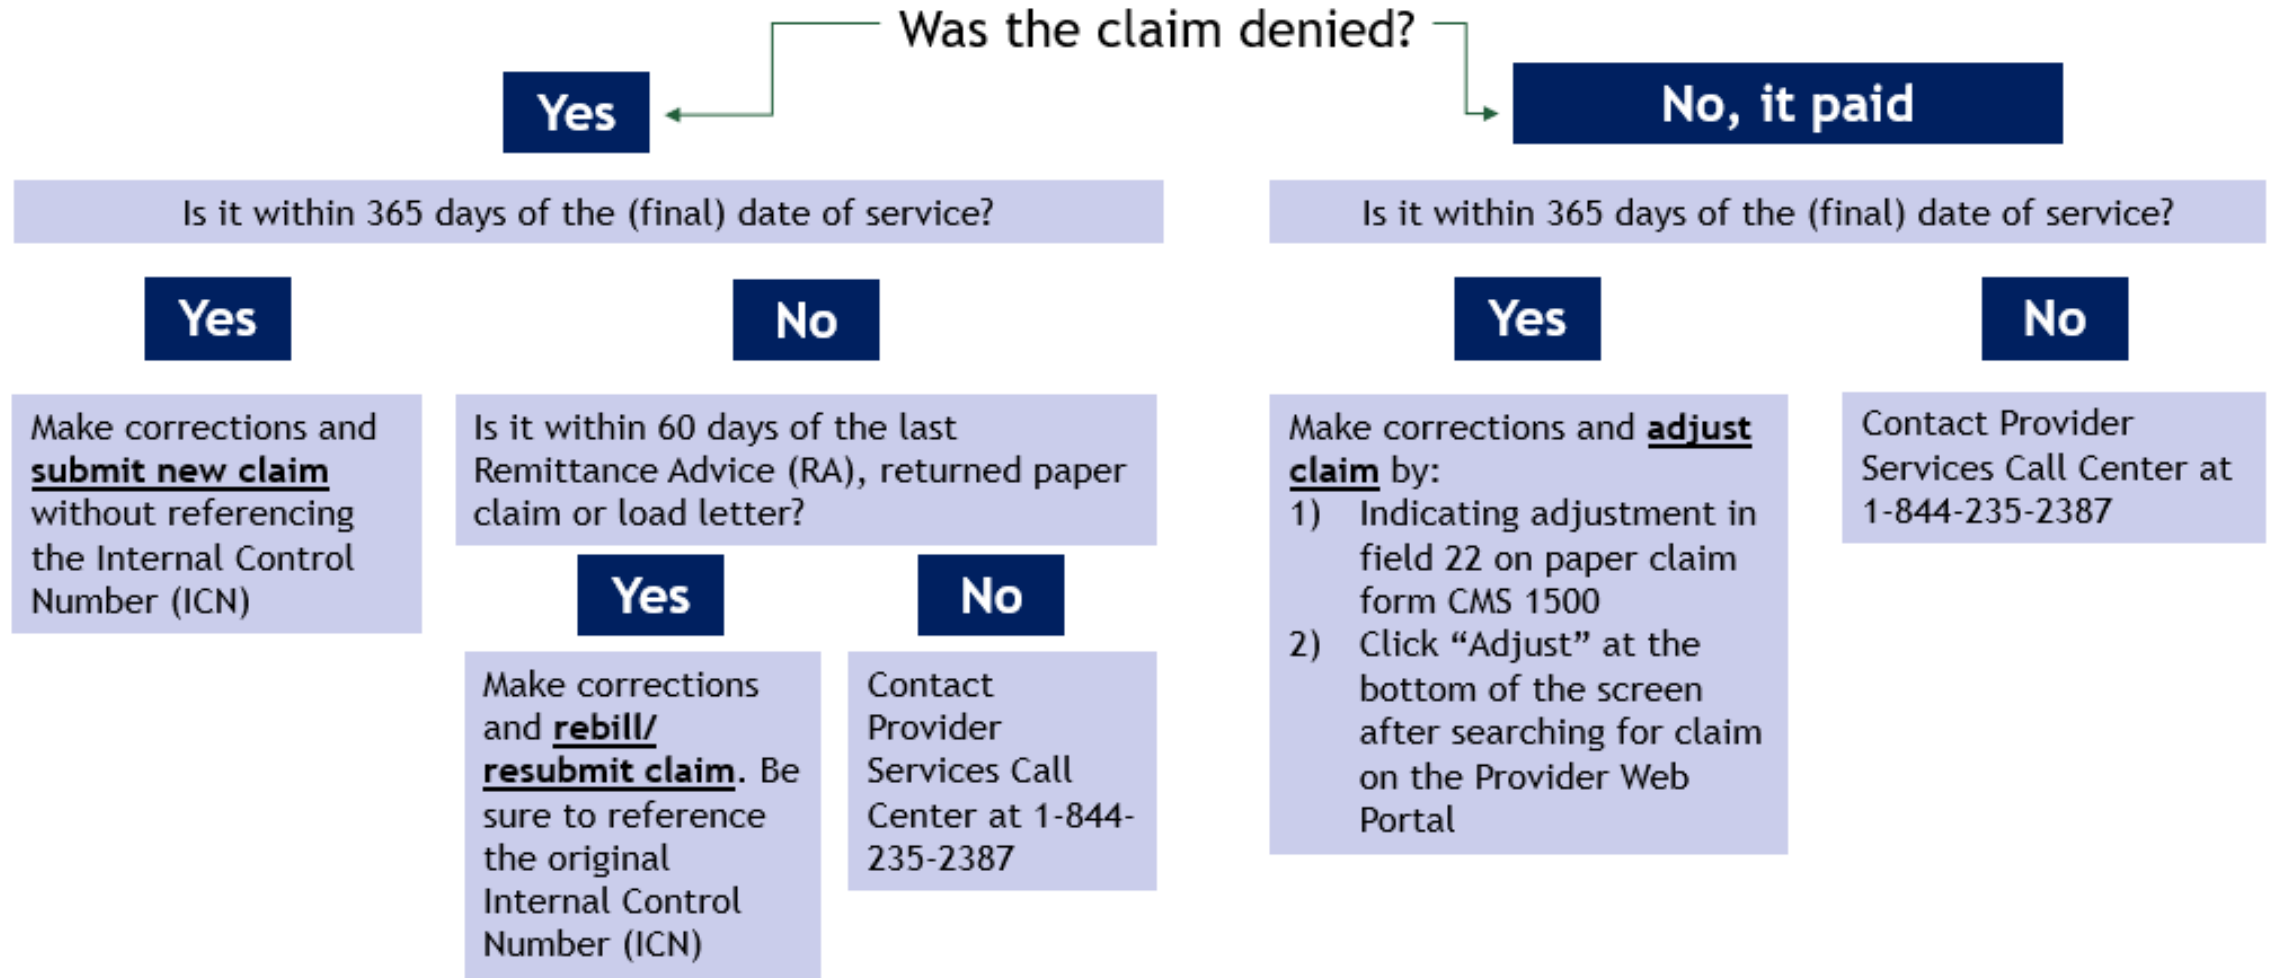 Was the claim denied?
Yes
No, it paid
Is it within 365 days of the (final) date of service?
Is it within 365 days of the (final) date of service?
Yes
No
Yes
No
Make corrections and
submit new claim
without referencing
the Internal Control
Number (ICN)
Is it within 60 days of the last
Remittance Advice (RA), returned paper
claim or load letter?
Yes
No
Make corrections
and rebill/
resubmit claim. Be
sure to reference
the original
Internal Control
Number (ICN)
Contact
Provider
Services Call
Center at 1-844-
235-2387
Make corrections and adjust
claim by:
1) Indicating adjustment in
field 22 on paper claim
form CMS 1500
2) Click “Adjust” at the
bottom of the screen
after searching for claim
on the Provider Web
Portal
Contact Provider
Services Call Center at
1-844-235-2387